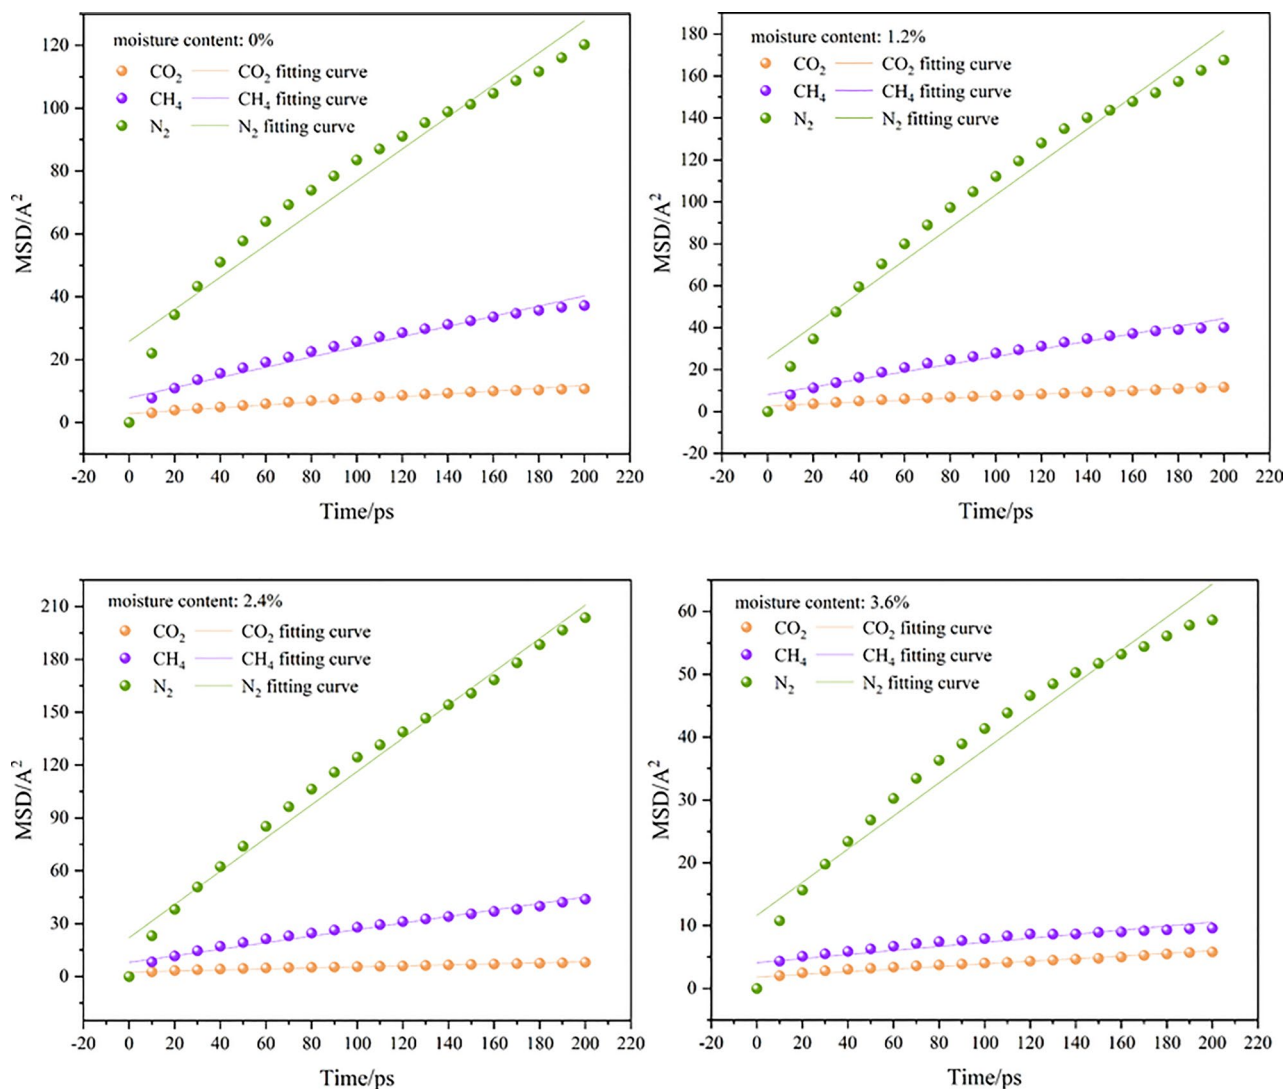 moisture content: 0%
CO₂ CO₂ fitting curve
CH₄ CH₄ fitting curve
N₂ N₂ fitting curve
MSD/A²
120
100
80
60
40
20
0
-20 0 20 40 60 80 100 120 140 160 180 200 220
Time/ps
moisture content: 1.2%
CO₂ CO₂ fitting curve
CH₄ CH₄ fitting curve
N₂ N₂ fitting curve
MSD/A²
180
160
140
120
100
80
60
40
20
0
-20
-20 0 20 40 60 80 100 120 140 160 180 200 220
Time/ps
moisture content: 2.4%
CO₂ CO₂ fitting curve
CH₄ CH₄ fitting curve
N₂ N₂ fitting curve
MSD/A²
210
180
150
120
90
60
30
0
-20 0 20 40 60 80 100 120 140 160 180 200 220
Time/ps
moisture content: 3.6%
CO₂ CO₂ fitting curve
CH₄ CH₄ fitting curve
N₂ N₂ fitting curve
MSD/A²
60
50
40
30
20
10
0
-20 0 20 40 60 80 100 120 140 160 180 200 220
Time/ps